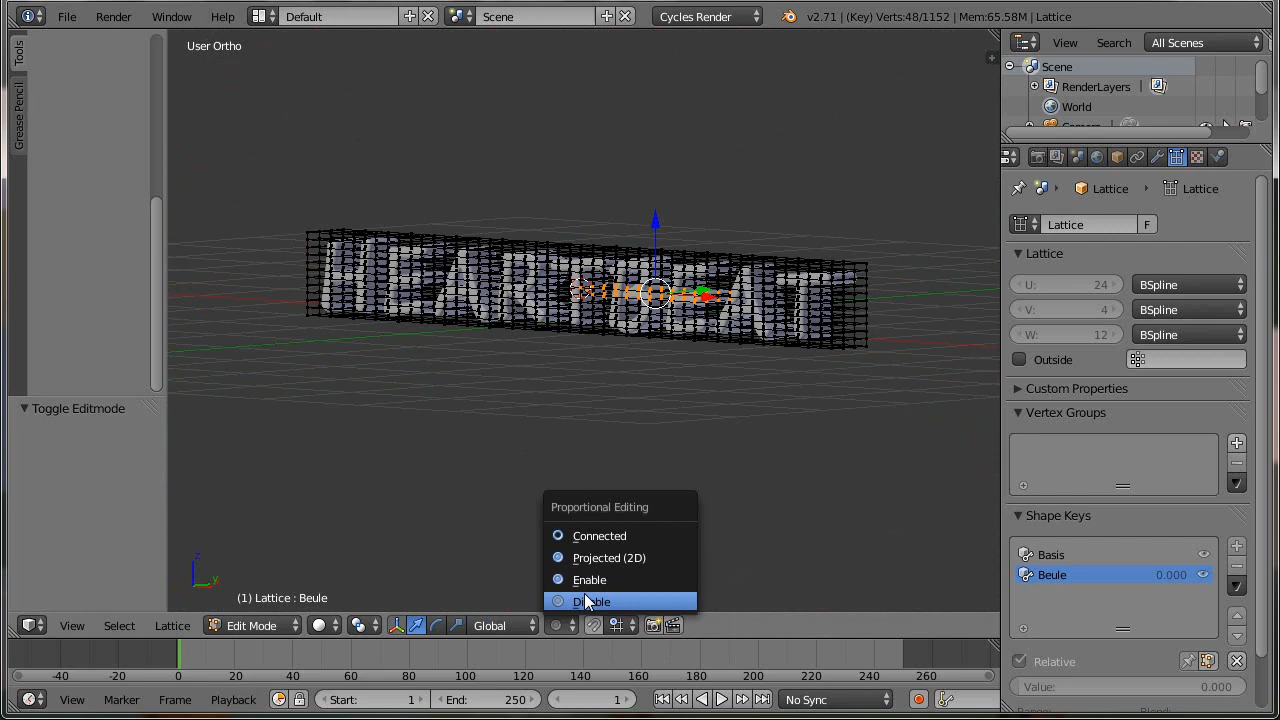 File Render Window Help Default Scene Cycles Render v2.71 | (Key) Verts:48/1152 | Mem:65.58M | Lattice
Tools
Grease Pencil
User Ortho
View Search All Scenes
Scene
RenderLayers
World
Lattice Lattice
Lattice F
Lattice
U: 24 BSpline
V: 4 BSpline
W: 12 BSpline
Outside
Custom Properties
Vertex Groups
Shape Keys
Basis
Beule 0.000
Relative
Value: 0.000
HEARTBEAT
Toggle Editmode
Proportional Editing
Connected
Projected (2D)
Enable
Disable
z
y
(1) Lattice : Beule
View Select Add Lattice Edit Mode Global
-40 -20 0 20 40 60 80 100 120 140 160 180 200 220 240 260
View Marker Frame Playback Start: 1 End: 250 1 No Sync